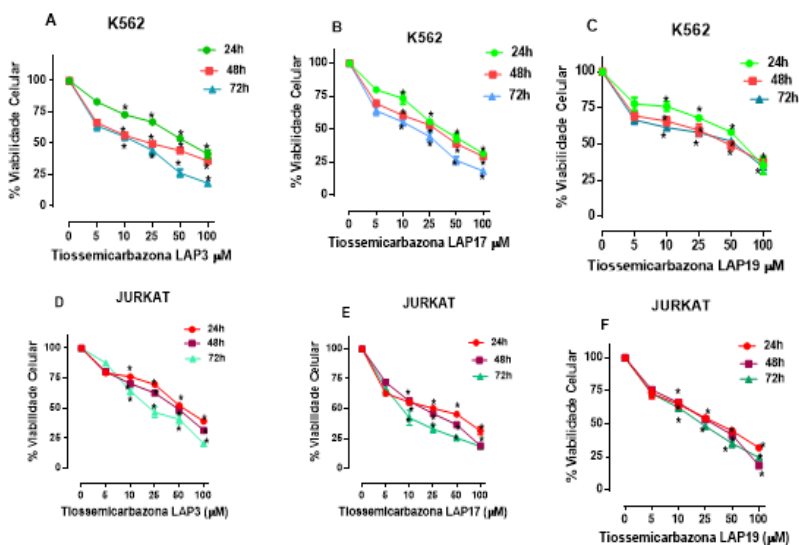 A
K562
24h
48h
72h
% Viabilidade Celular
100
75
50
25
0
0 5 10 25 50 100
Tiossemicarbazona LAP3 μM
B
K562
24h
48h
72h
% Viabilidade Celular
100
75
50
25
0
0 5 10 25 50 100
Tiossemicarbazona LAP17 μM
C
K562
24h
48h
72h
% Viabilidade Celular
100
75
50
25
0 5 10 25 50 100
Tiossemicarbazona LAP19 μM
D
JURKAT
24h
48h
72h
% Viabilidade Celular
100
75
50
25
0
0 5 10 25 50 100
Tiossemicarbazona LAP3 (μM)
E
JURKAT
24h
48h
72h
% Viabilidade Celular
100
75
50
25
0
0 5 10 25 50 100
Tiossemicarbazona LAP17 (μM)
F
JURKAT
24h
48h
72h
% Viabilidade Celular
100
75
50
25
0
0 5 10 25 50 100
Tiossemicarbazona LAP19 (μM)